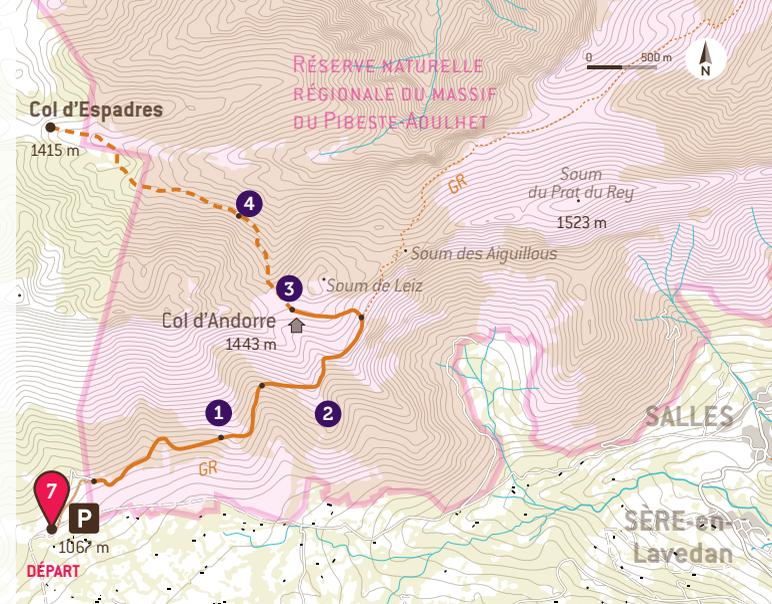 RÉSERVE NATURELLE
RÉGIONALE DU MASSIF
DU PIBESTE-AOULHET
0 500 m
N
Col d'Espadres
1415 m
GR
Soum
du Prat du Rey
1523 m
4
Soum des Aiguillous
3
Soum de Leiz
Col d'Andorre
1443 m
1
2
SALLES
GR
7
P
1067 m
DÉPART
SÈRE-en-
Lavedan